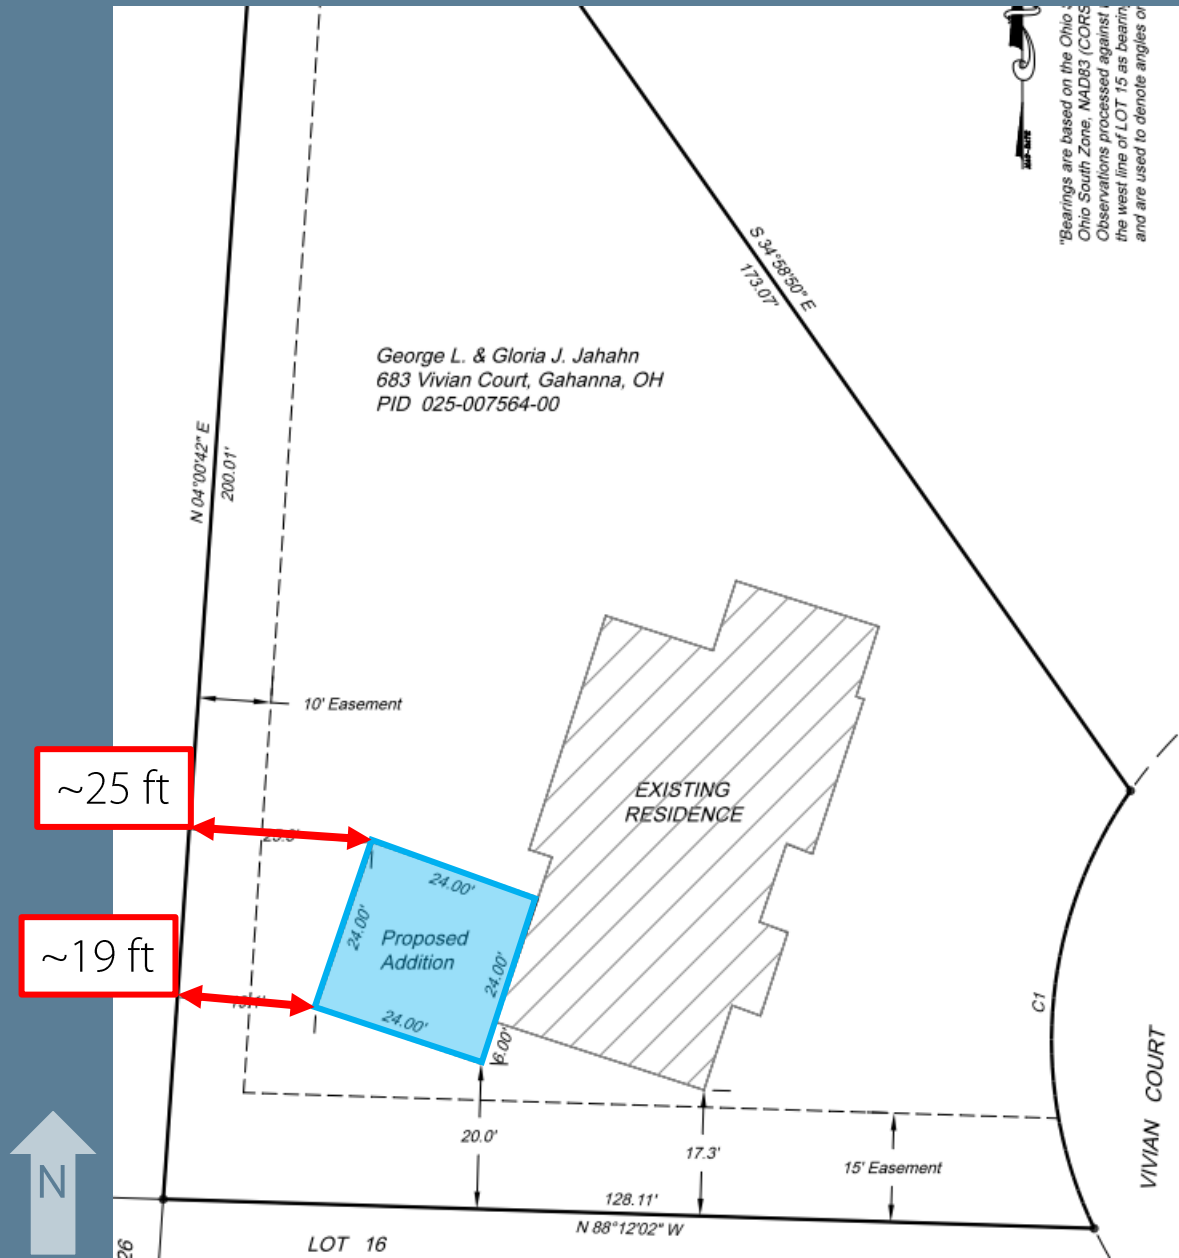 "Bearings are based on the Ohio
Ohio South Zone, NAD83 (CORS
Observations processed against
the west line of LOT 15 as bearing
and are used to denote angles or
S 34°58'50" E
173.07'
George L. & Gloria J. Jahahn
683 Vivian Court, Gahanna, OH
PID 025-007564-00
N 04°00'42" E
200.01'
10' Easement
~25 ft
EXISTING
RESIDENCE
24.00'
24.00'
Proposed
Addition
24.00'
24.00'
~19 ft
6.00'
C1
VIVIAN COURT
20.0'
17.3'
15' Easement
N
128.11'
N 88°12'02" W
LOT 16
26